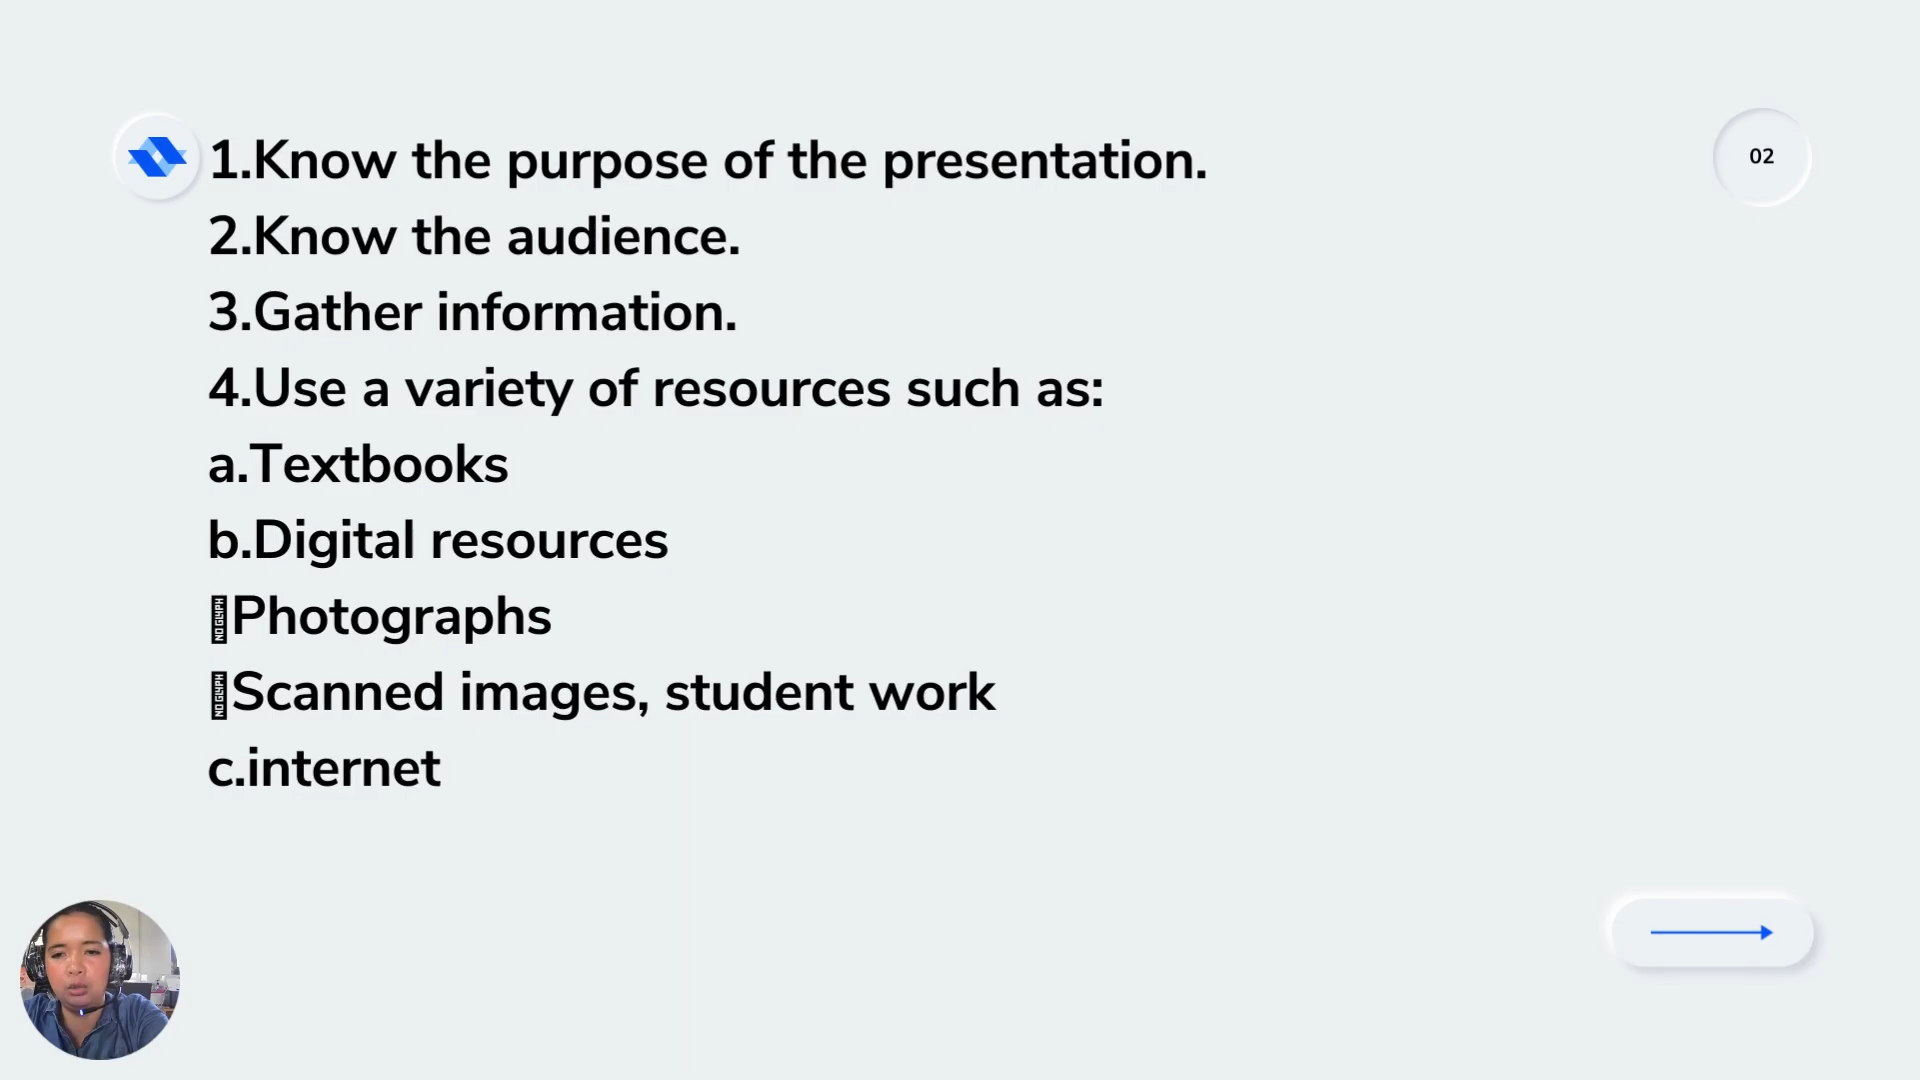 1.Know the purpose of the presentation.
02
2.Know the audience.
3.Gather information.
4.Use a variety of resources such as:
a.Textbooks
b.Digital resources
Photographs
Scanned images, student work
c.internet